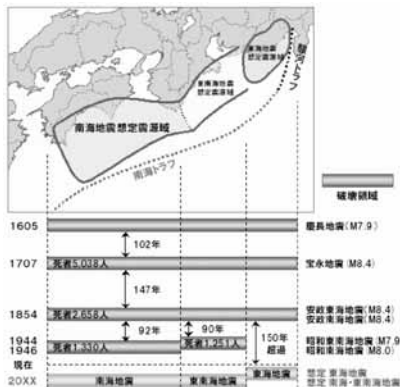 東海地震
想定震源域
東南海地震
想定震源域
駿河トラフ
南海地震想定震源域
南海トラフ
破壊領域
1605
慶長地震(M7.9)
102年
1707
死者5,038人
宝永地震(M8.4)
147年
1854
死者2,658人
安政東海地震(M8.4)
安政南海地震(M8.4)
92年
90年
150年
超過
1944
1946
死者1,330人
死者1,251人
昭和東南海地震(M7.9
昭和南海地震(M8.0)
現在
20XX
南海地震
東南海地震
東海地震
想定 東海地震
想定 南海・東南海地震